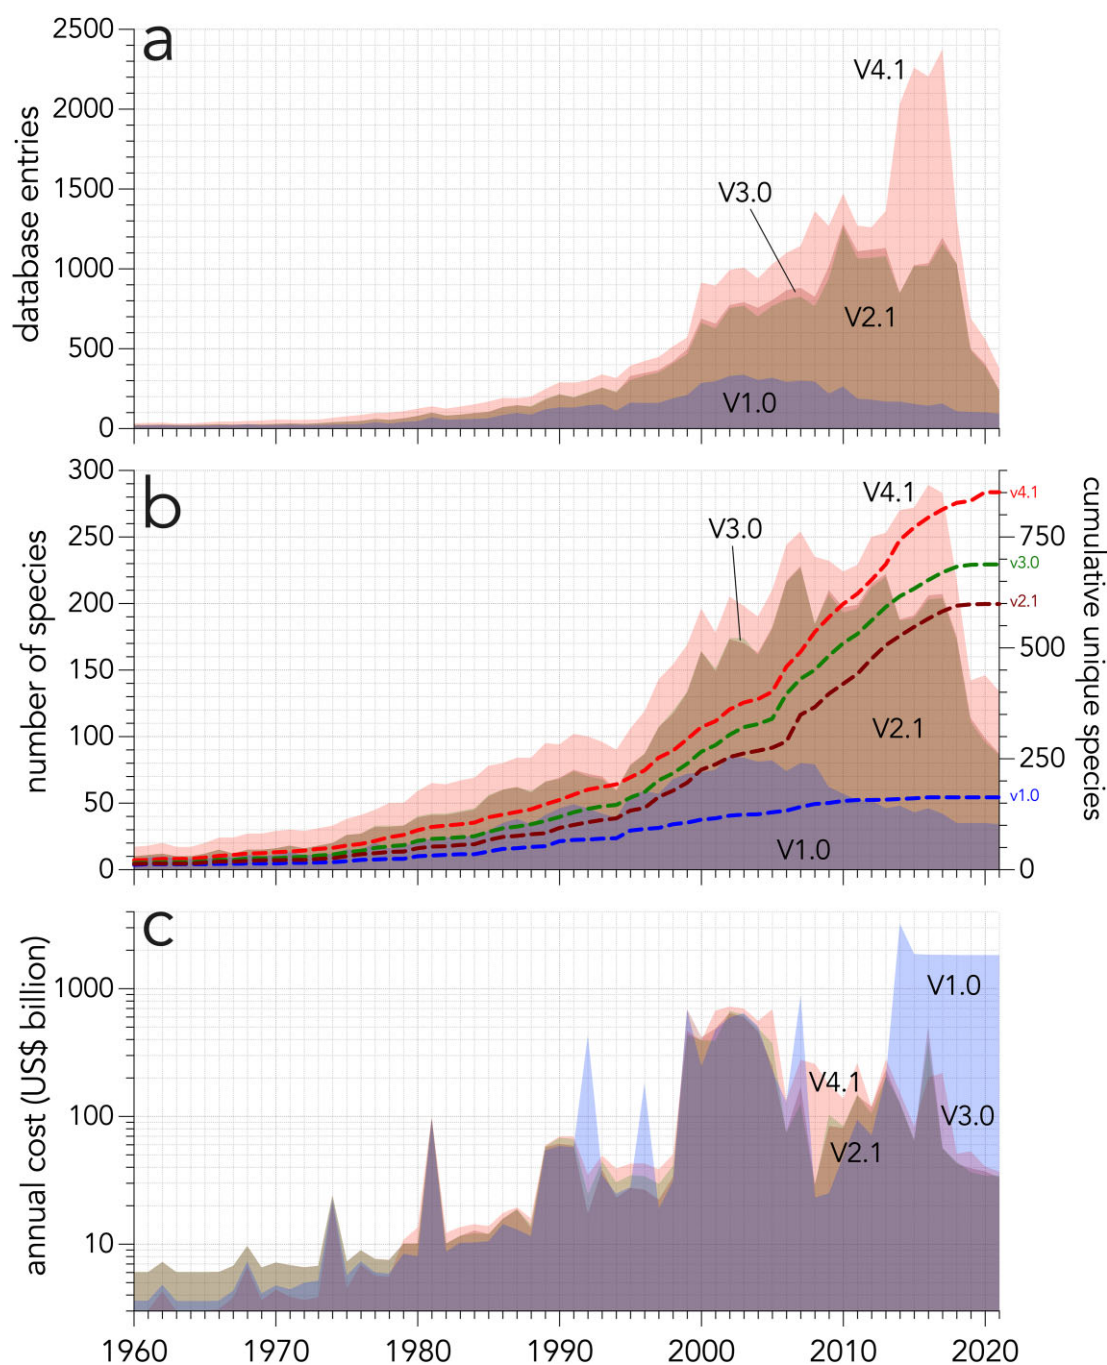 a
database entries
2500
2000
1500
1000
500
0
V4.1
V3.0
V2.1
V1.0
b
number of species
300
250
200
150
100
50
0
V4.1
V3.0
V2.1
V1.0
v4.1
v3.0
v2.1
v1.0
750
500
250
0
cumulative unique species
c
annual cost (US$ billion)
1000
100
10
V1.0
V4.1
V3.0
V2.1
1960 1970 1980 1990 2000 2010 2020